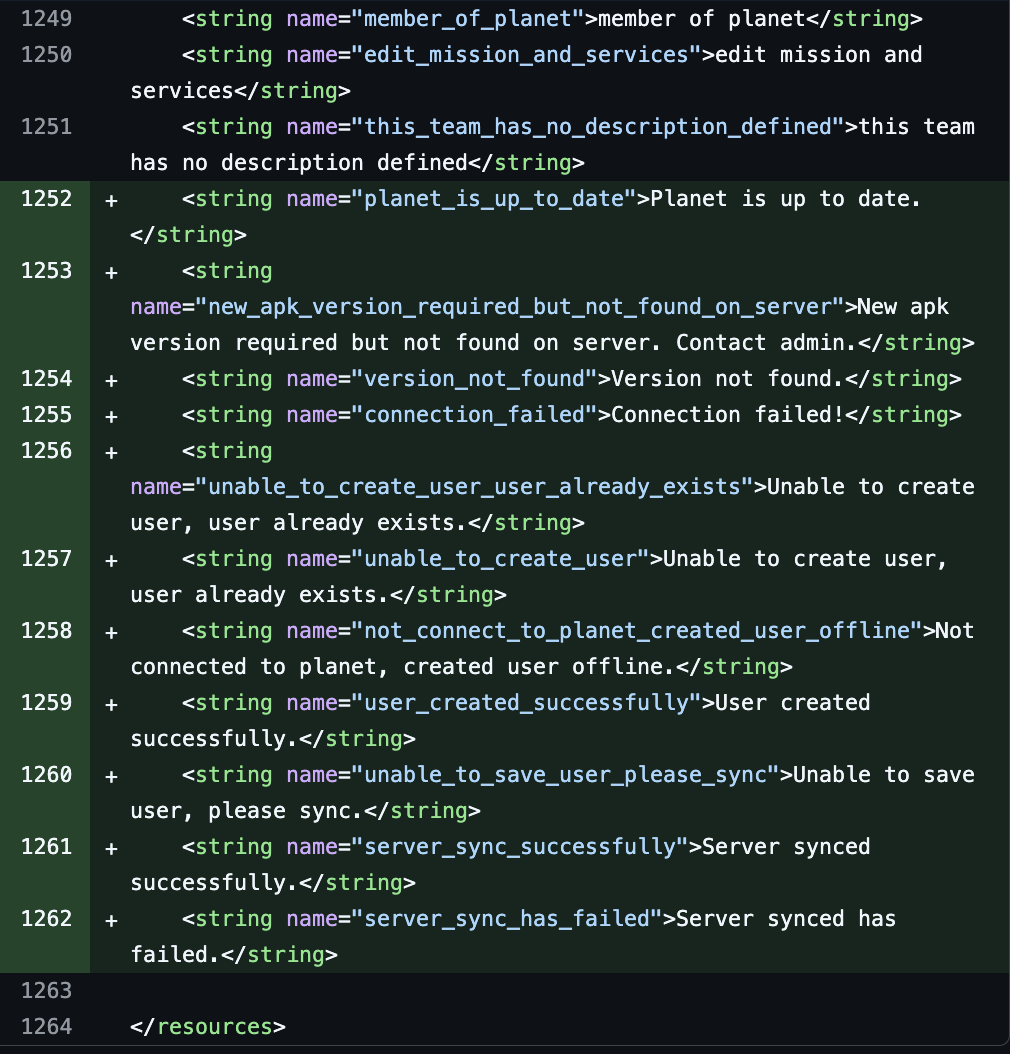 1249 <string name="member_of_planet">member of planet</string>
1250 <string name="edit_mission_and_services">edit mission and
services</string>
1251 <string name="this_team_has_no_description_defined">this team
has no description defined</string>
1252 + <string name="planet_is_up_to_date">Planet is up to date.
</string>
1253 + <string
name="new_apk_version_required_but_not_found_on_server">New apk
version required but not found on server. Contact admin.</string>
1254 + <string name="version_not_found">Version not found.</string>
1255 + <string name="connection_failed">Connection failed!</string>
1256 + <string
name="unable_to_create_user_user_already_exists">Unable to create
user, user already exists.</string>
1257 + <string name="unable_to_create_user">Unable to create user,
user already exists.</string>
1258 + <string name="not_connect_to_planet_created_user_offline">Not
connected to planet, created user offline.</string>
1259 + <string name="user_created_successfully">User created
successfully.</string>
1260 + <string name="unable_to_save_user_please_sync">Unable to save
user, please sync.</string>
1261 + <string name="server_sync_successfully">Server synced
successfully.</string>
1262 + <string name="server_sync_has_failed">Server synced has
failed.</string>
1263
1264 </resources>